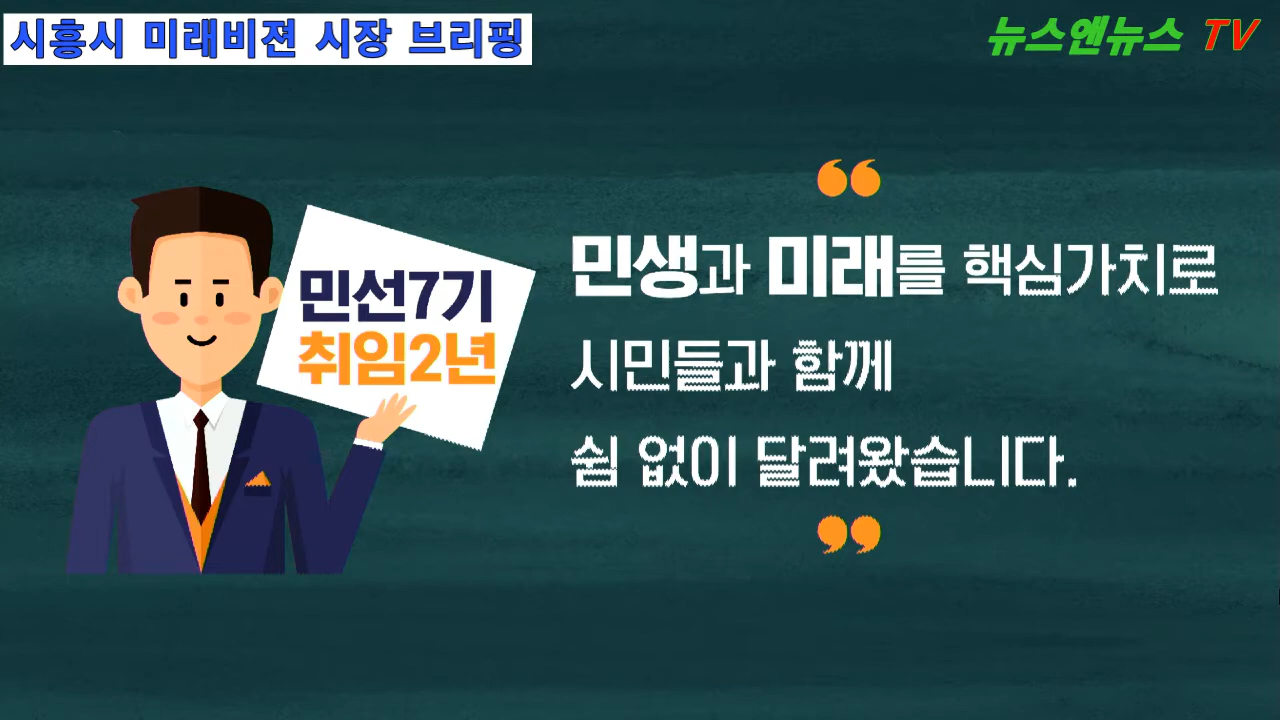 시흥시 미래비젼 시장 브리핑
뉴스앤뉴스 TV
민선7기
취임2년
“
민생과 미래를 핵심가치로
시민들과 함께
쉼 없이 달려왔습니다.
”